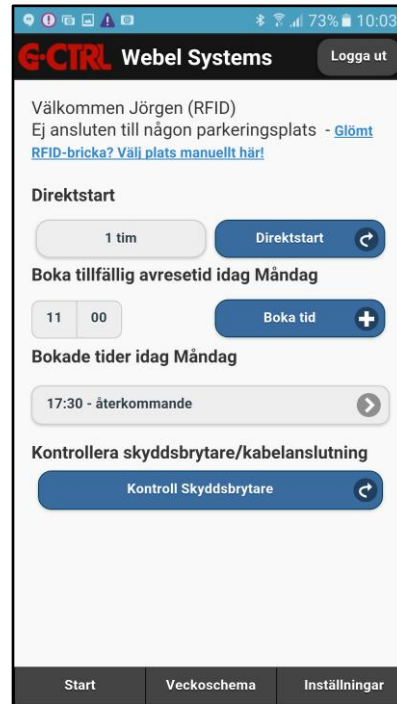 73% 10:03
G-CTRL Webel Systems Logga ut
Välkommen Jörgen (RFID)
Ej ansluten till någon parkeringsplats - Glömt
RFID-bricka? Välj plats manuellt här!
Direktstart
1 tim Direktstart
Boka tillfällig avresetid idag Måndag
11 00 Boka tid
Bokade tider idag Måndag
17:30 - återkommande
Kontrollera skyddsbrytare/kabelanslutning
Kontroll Skyddsbrytare
Start Veckoschema Inställningar